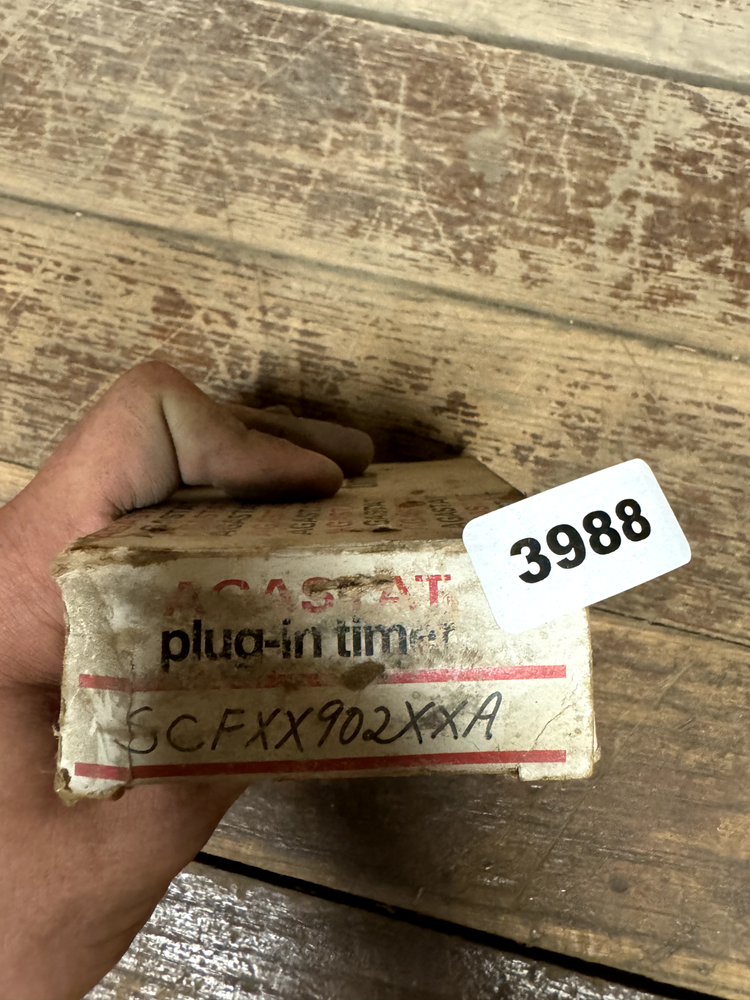 3988
AGASTAT
plug-in timer
SCFXX902XXA